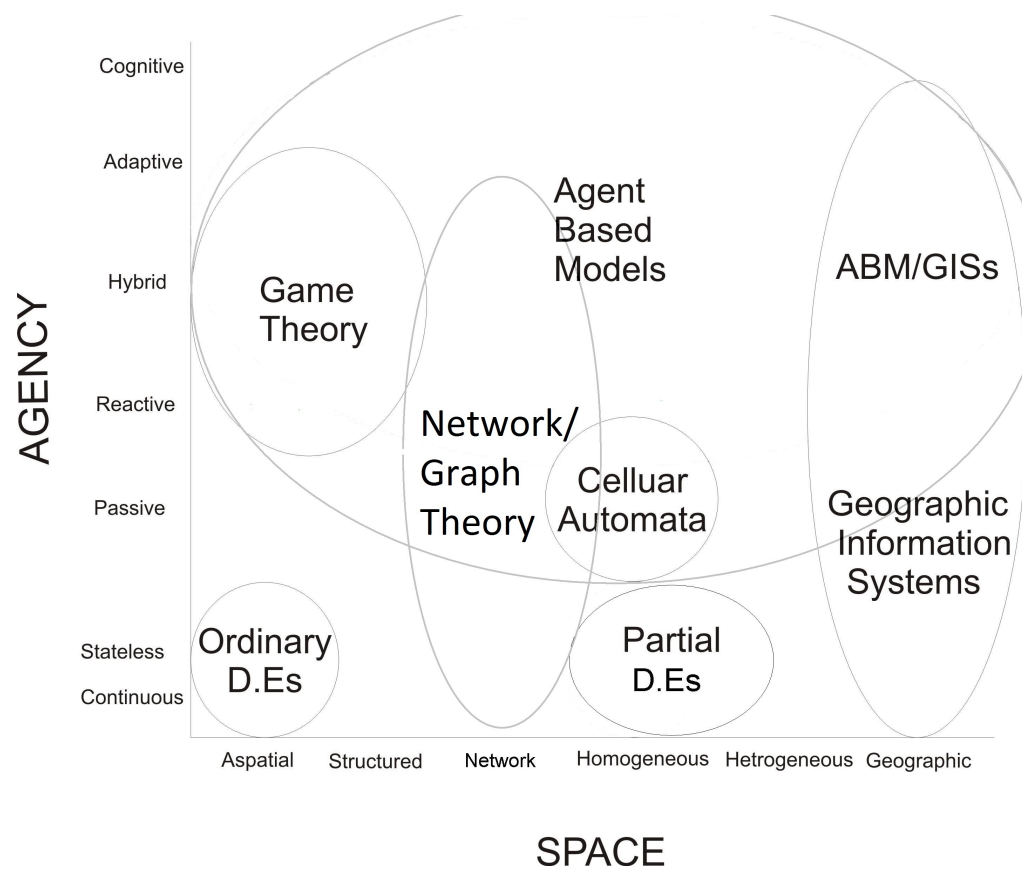 Cognitive
Adaptive
Agent
Based
Models
Hybrid
Game
Theory
ABM/GISs
AGENCY
Reactive
Network/
Graph
Theory
Celluar
Automata
Passive
Geographic
Information
Systems
Stateless
Continuous
Ordinary
D.Es
Partial
D.Es
Aspatial
Structured
Network
Homogeneous
Hetrogeneous
Geographic
SPACE